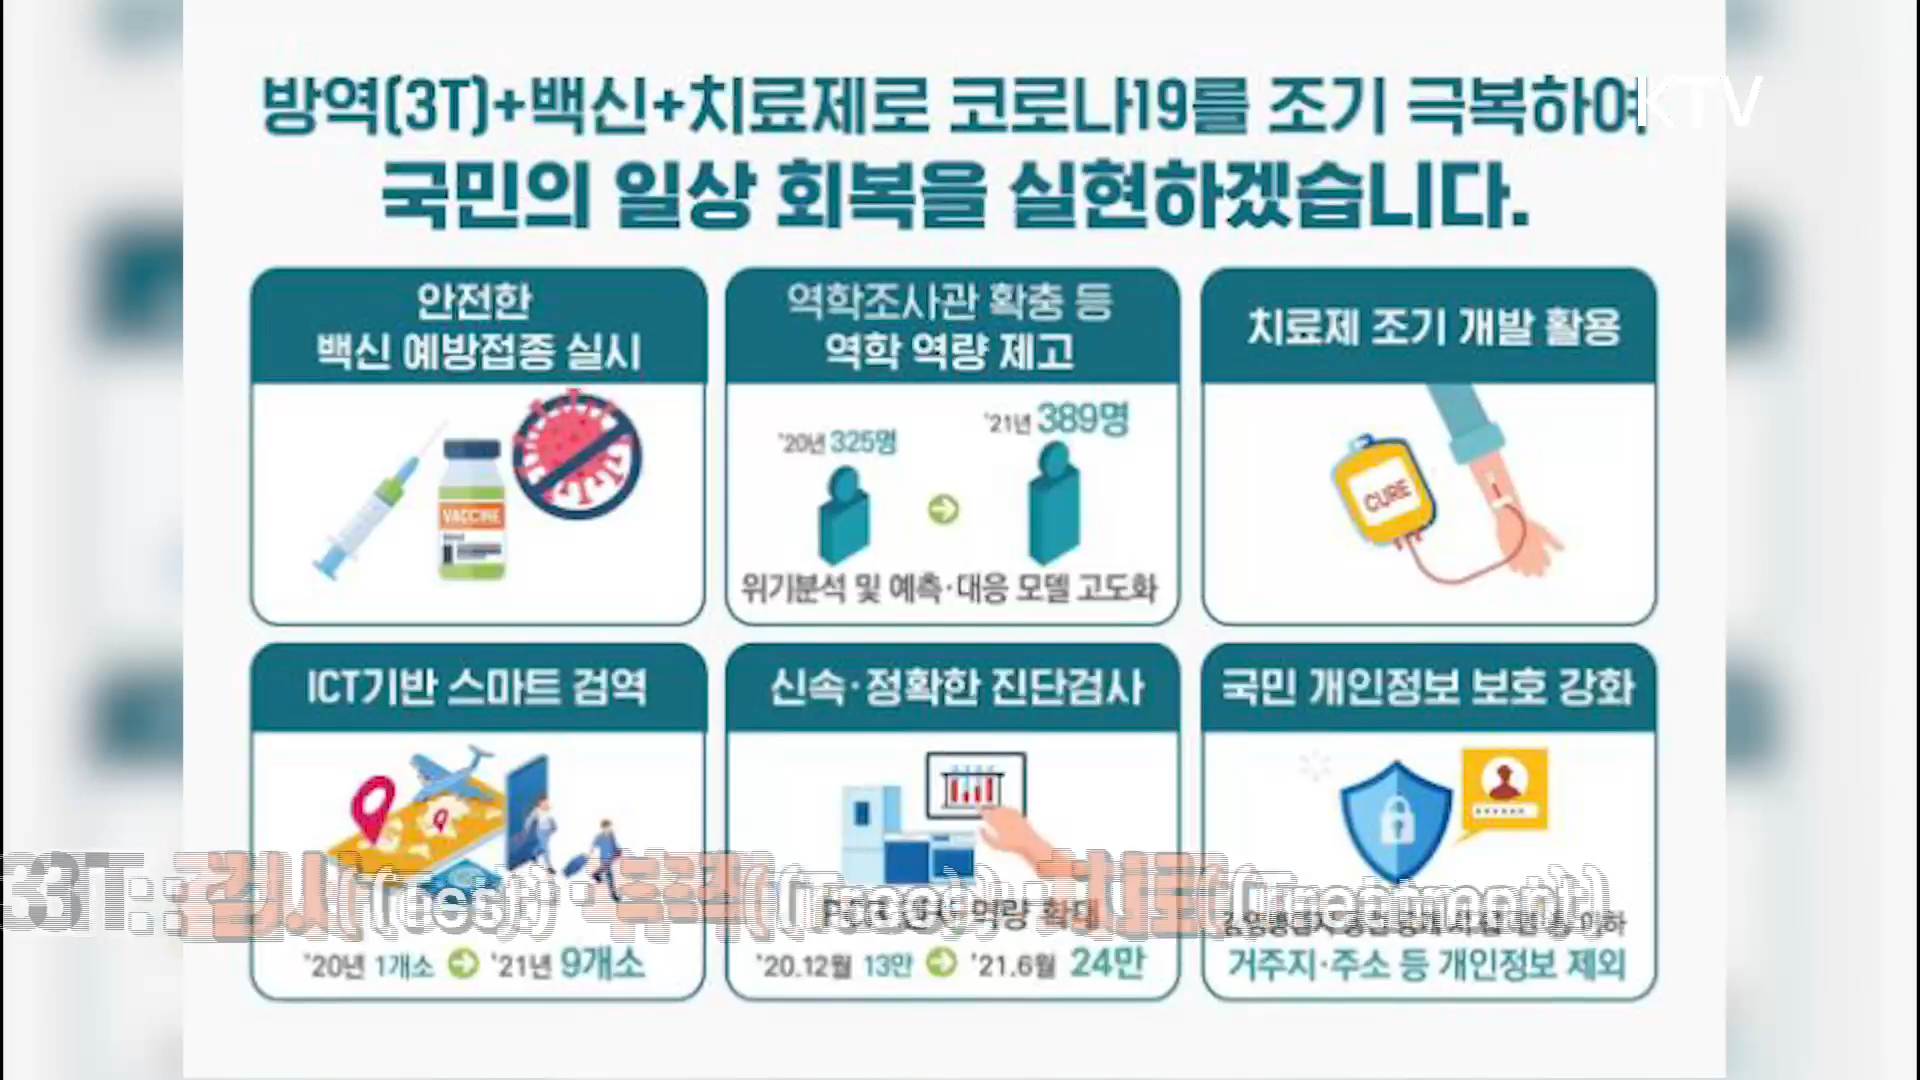 방역(3T)+백신+치료제로 코로나19를 조기 극복하여
KTV
국민의 일상 회복을 실현하겠습니다.
안전한
백신 예방접종 실시
VACCINE
역학조사관 확충 등
역학 역량 제고
'20년 325명
'21년 389명
위기분석 및 예측·대응 모델 고도화
치료제 조기 개발 활용
CURE
ICT기반 스마트 검역
'20년 1개소
'21년 9개소
신속·정확한 진단검사
역량 확대
'20.12월 13만
'21.6월 24만
국민 개인정보 보호 강화
거주지·주소 등 개인정보 제외
3T: 검사(Test)·추적(Trace)·치료(Treatment)